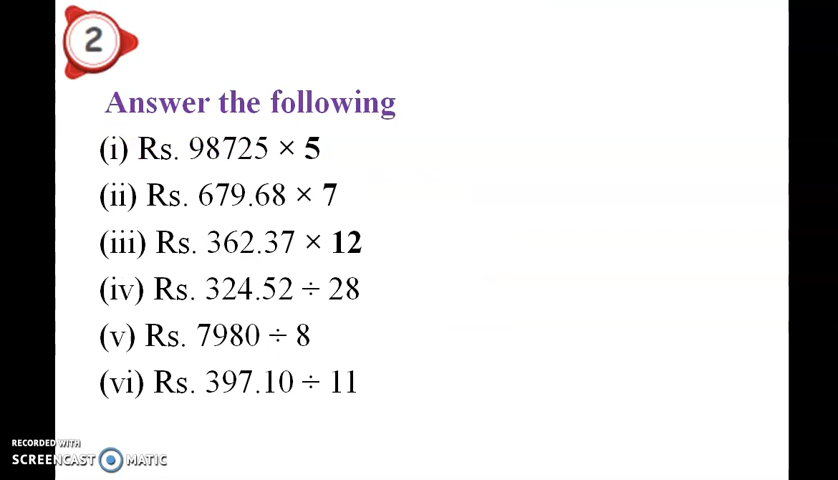 2
Answer the following
(i) Rs. 98725 × 5
(ii) Rs. 679.68 × 7
(iii) Rs. 362.37 × 12
(iv) Rs. 324.52 ÷ 28
(v) Rs. 7980 ÷ 8
(vi) Rs. 397.10 ÷ 11
RECORDED WITH
SCREENCAST MATIC